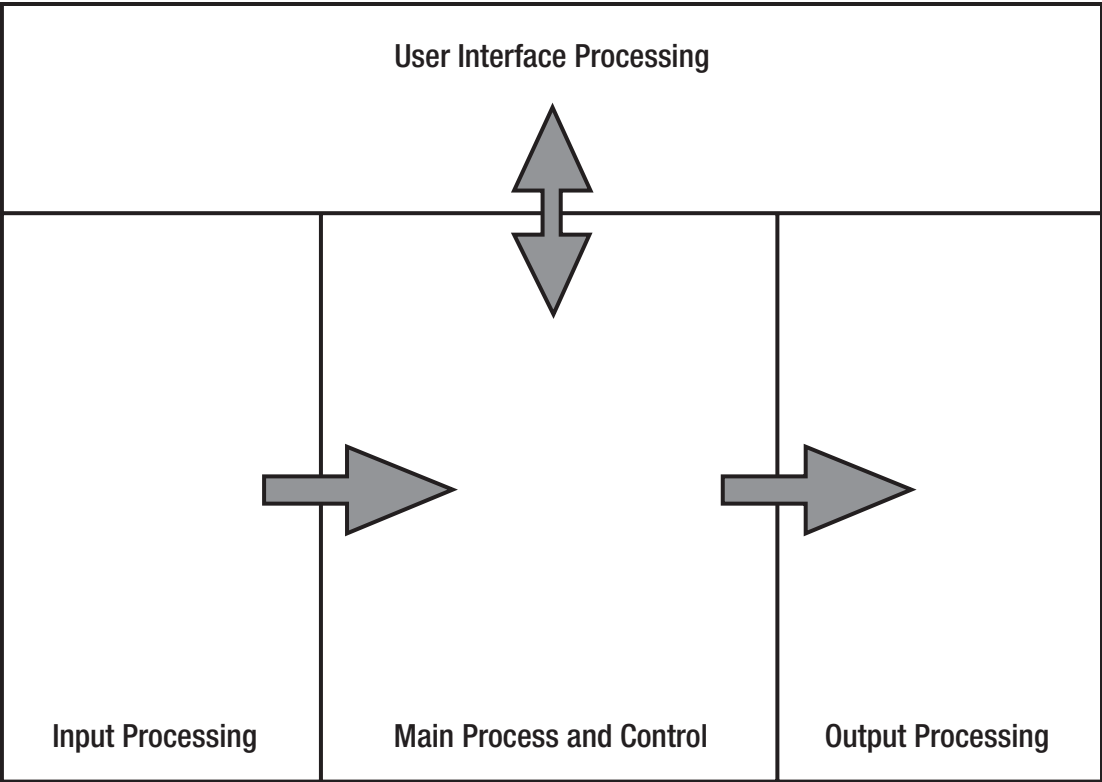 User Interface Processing
Input Processing
Main Process and Control
Output Processing